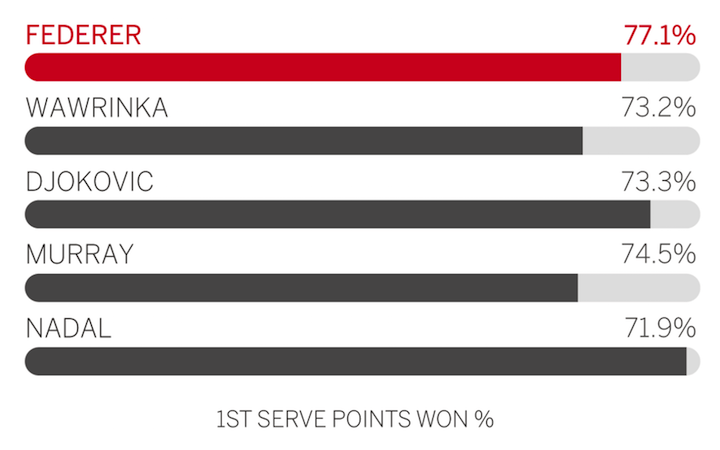 FEDERER 77.1%
WAWRINKA 73.2%
DJOKOVIC 73.3%
MURRAY 74.5%
NADAL 71.9%
1ST SERVE POINTS WON %